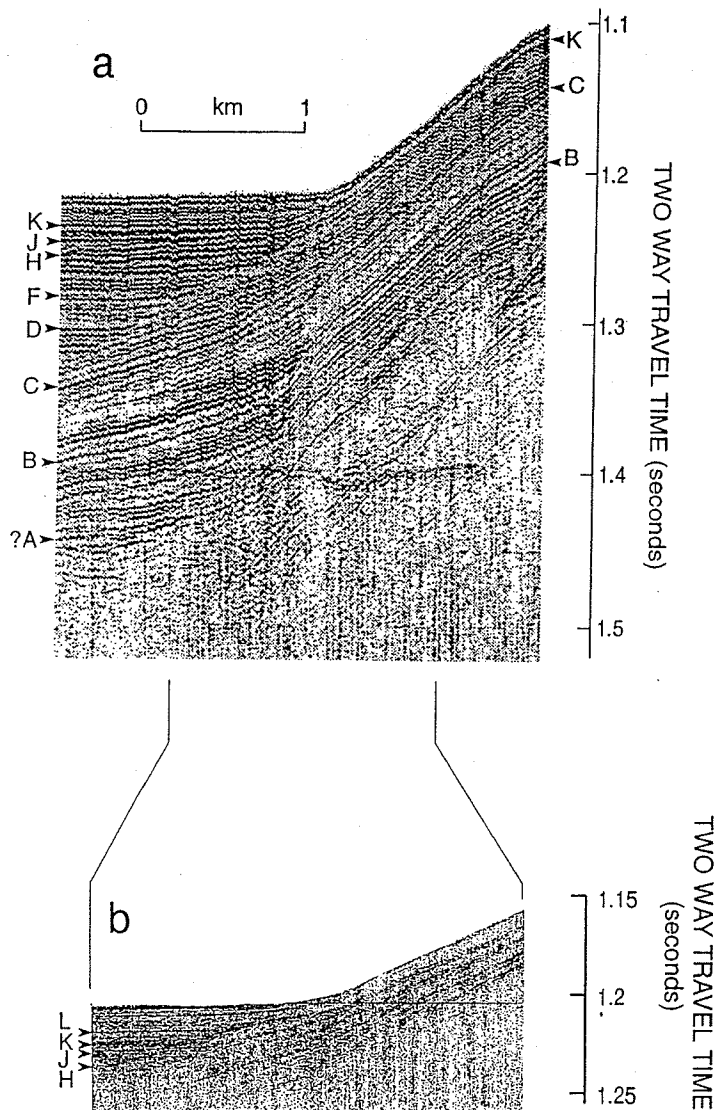 a
0 km 1
K
J
H
F
D
C
B
?A
K
C
B
1.1
1.2
1.3
1.4
1.5
TWO WAY TRAVEL TIME (seconds)
b
L
K
J
H
1.15
1.2
1.25
TWO WAY TRAVEL TIME
(seconds)